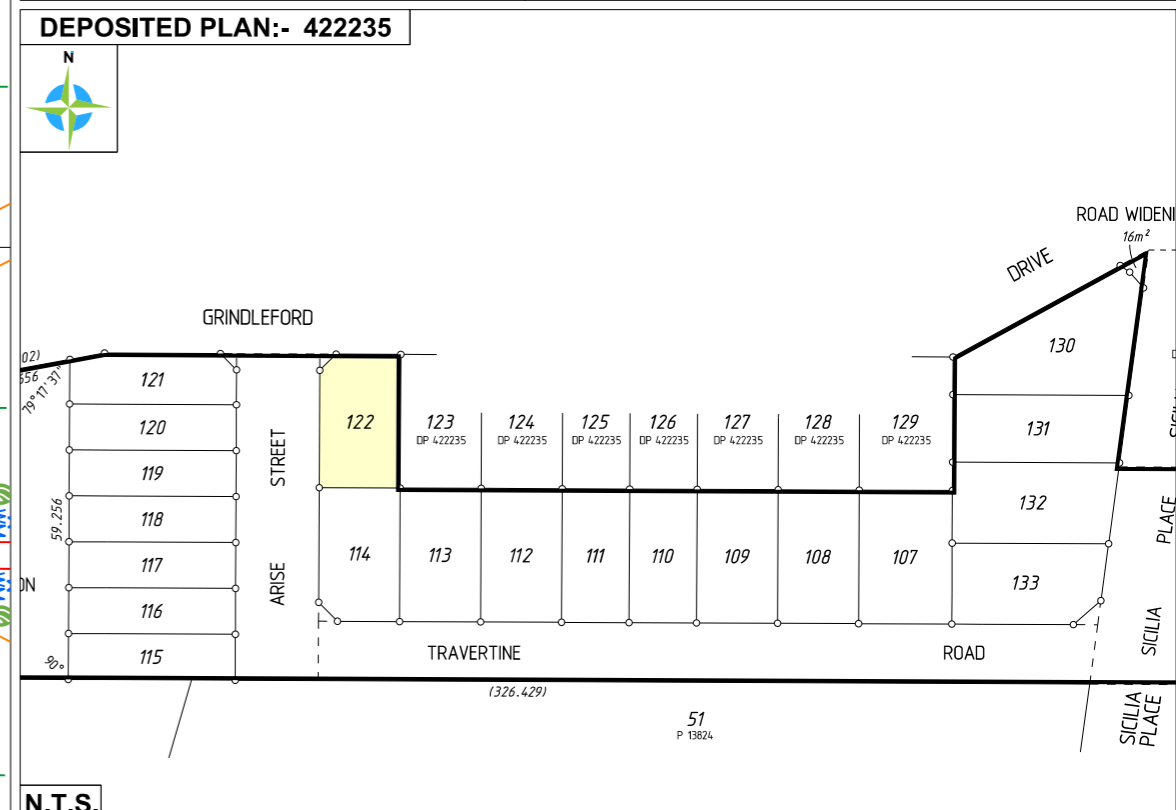 DEPOSITED PLAN:- 422235
N
ROAD WIDENI
16m²
DRIVE
GRINDLEFORD
02)
656
79°17'37"
130
121
122
123
DP 422235
124
DP 422235
125
DP 422235
126
DP 422235
127
DP 422235
128
DP 422235
129
DP 422235
131
120
STREET
119
59.256
118
132
PLACE
114
113
112
111
110
109
108
107
117
ARISE
133
116
SICILIA
115
90°
TRAVERTINE
ROAD
(326.429)
51
P 13824
SICILIA
PLACE
N.T.S.